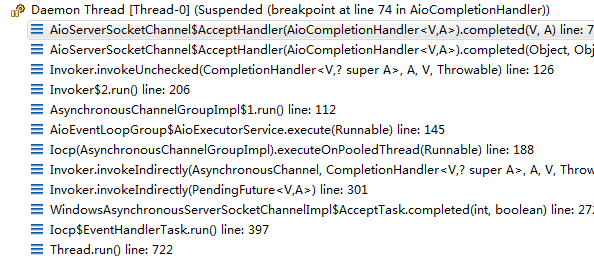 Daemon Thread [Thread-0] (Suspended (breakpoint at line 74 in AioCompletionHandler))
AioServerSocketChannel$AcceptHandler(AioCompletionHandler<V,A>).completed(V, A) line: 7
AioServerSocketChannel$AcceptHandler(AioCompletionHandler<V,A>).completed(Object, Obj
Invoker.invokeUnchecked(CompletionHandler<V,? super A>, A, V, Throwable) line: 126
Invoker$2.run() line: 206
AsynchronousChannelGroupImpl$1.run() line: 112
AioEventLoopGroup$AioExecutorService.execute(Runnable) line: 145
Iocp(AsynchronousChannelGroupImpl).executeOnPooledThread(Runnable) line: 188
Invoker.invokeIndirectly(AsynchronousChannel, CompletionHandler<V,? super A>, A, V, Throw
Invoker.invokeIndirectly(PendingFuture<V,A>) line: 301
WindowsAsynchronousServerSocketChannelImpl$AcceptTask.completed(int, boolean) line: 272
Iocp$EventHandlerTask.run() line: 397
Thread.run() line: 722